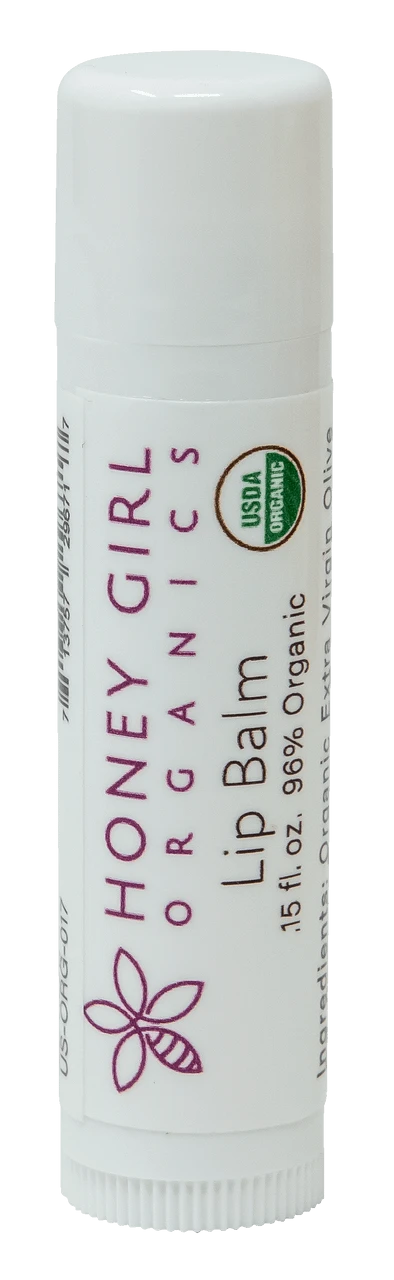 HONEY GIRL
ORGANICS
USDA
ORGANIC
Lip Balm
.15 fl. oz. 96% Organic
Ingredients: Organic Extra Virgin Olive
US-ORG-017